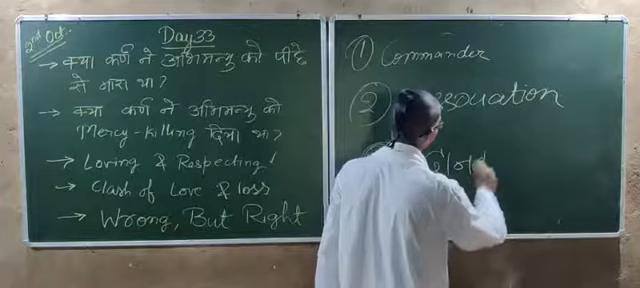 2nd Oct.
Day 33
→ क्या कर्ण ने अभिमन्यु को पीछे
से मारा था?
→ क्या कर्ण ने अभिमन्यु को
Mercy-killing दिया था?
→ Loving & Respecting!
→ Clash of Love & loss
→ Wrong, But Right
① Commander
②